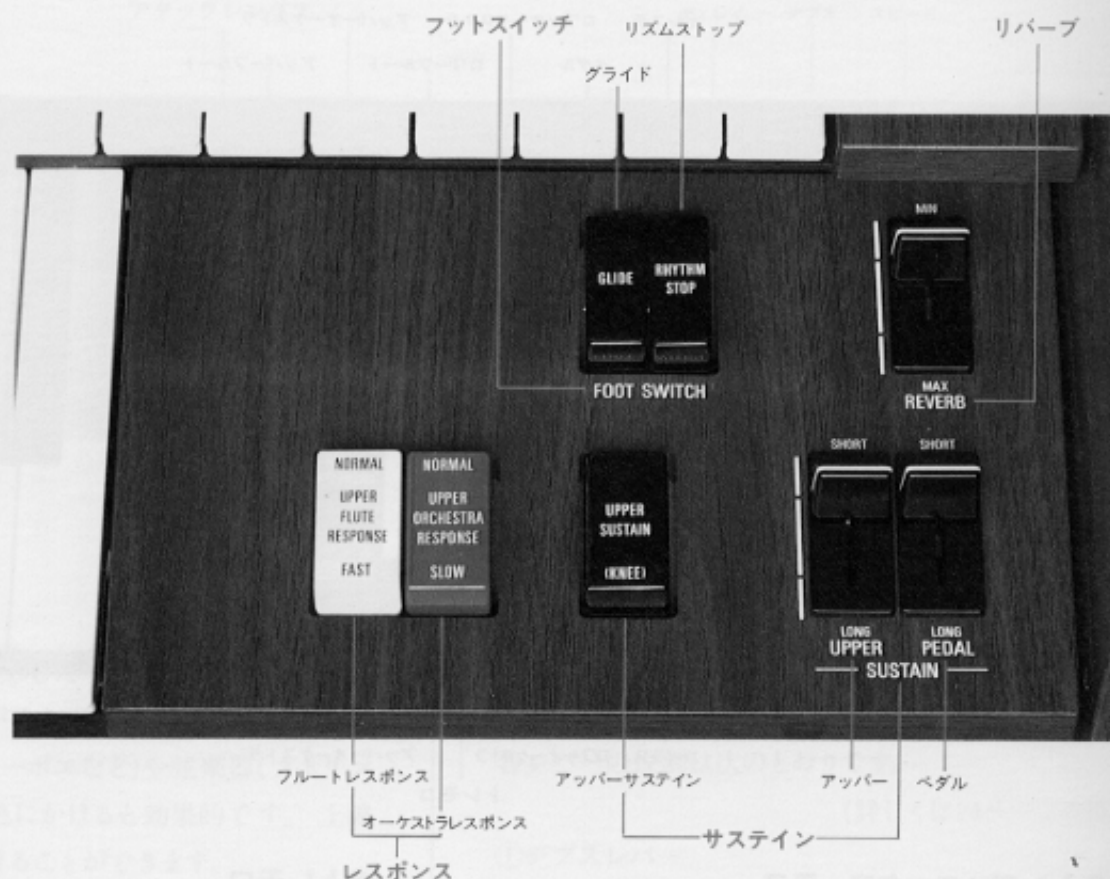 フットスイッチ
リズムストップ
リバーブ
グライド
MIN
GLIDE
RHYTHM
STOP
FOOT SWITCH
MAX
REVERB
NORMAL
UPPER
FLUTE
RESPONSE
FAST
NORMAL
UPPER
ORCHESTRA
RESPONSE
SLOW
UPPER
SUSTAIN
(KNEE)
SHORT
SHORT
LONG
UPPER
LONG
PEDAL
SUSTAIN
フルートレスポンス
アッパーサステイン
アッパー
ペダル
オーケストラレスポンス
サステイン
レスポンス